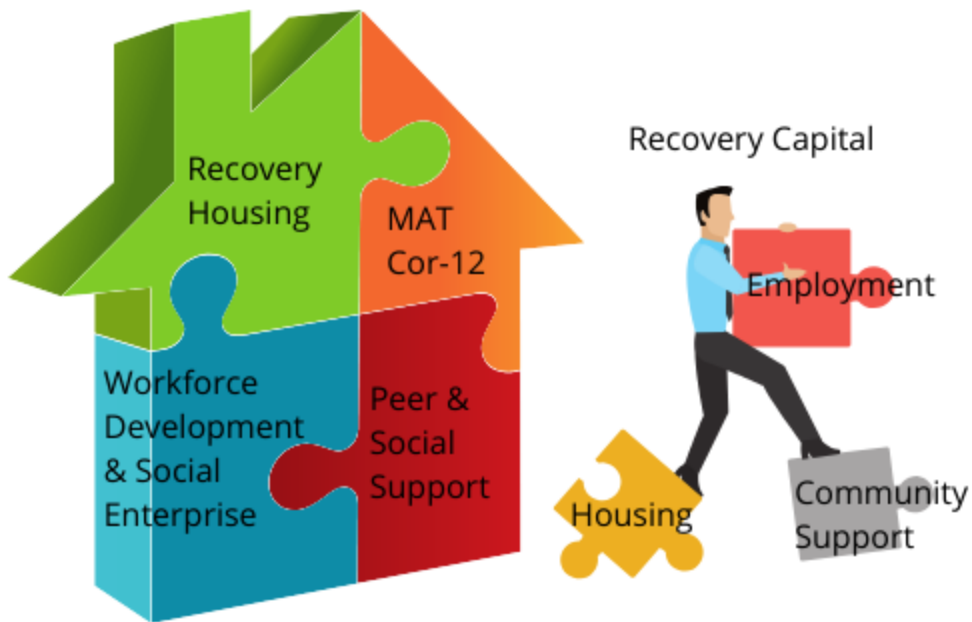 Recovery
Housing
MAT
Cor-12
Workforce
Development
& Social
Enterprise
Peer &
Social
Support
Recovery Capital
Employment
Housing
Community
Support